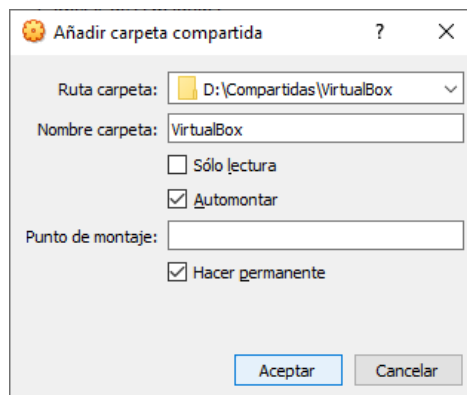 Añadir carpeta compartida ? X
Ruta carpeta: D:\Compartidas\VirtualBox
Nombre carpeta: VirtualBox
Sólo lectura
Automontar
Punto de montaje:
Hacer permanente
Aceptar Cancelar